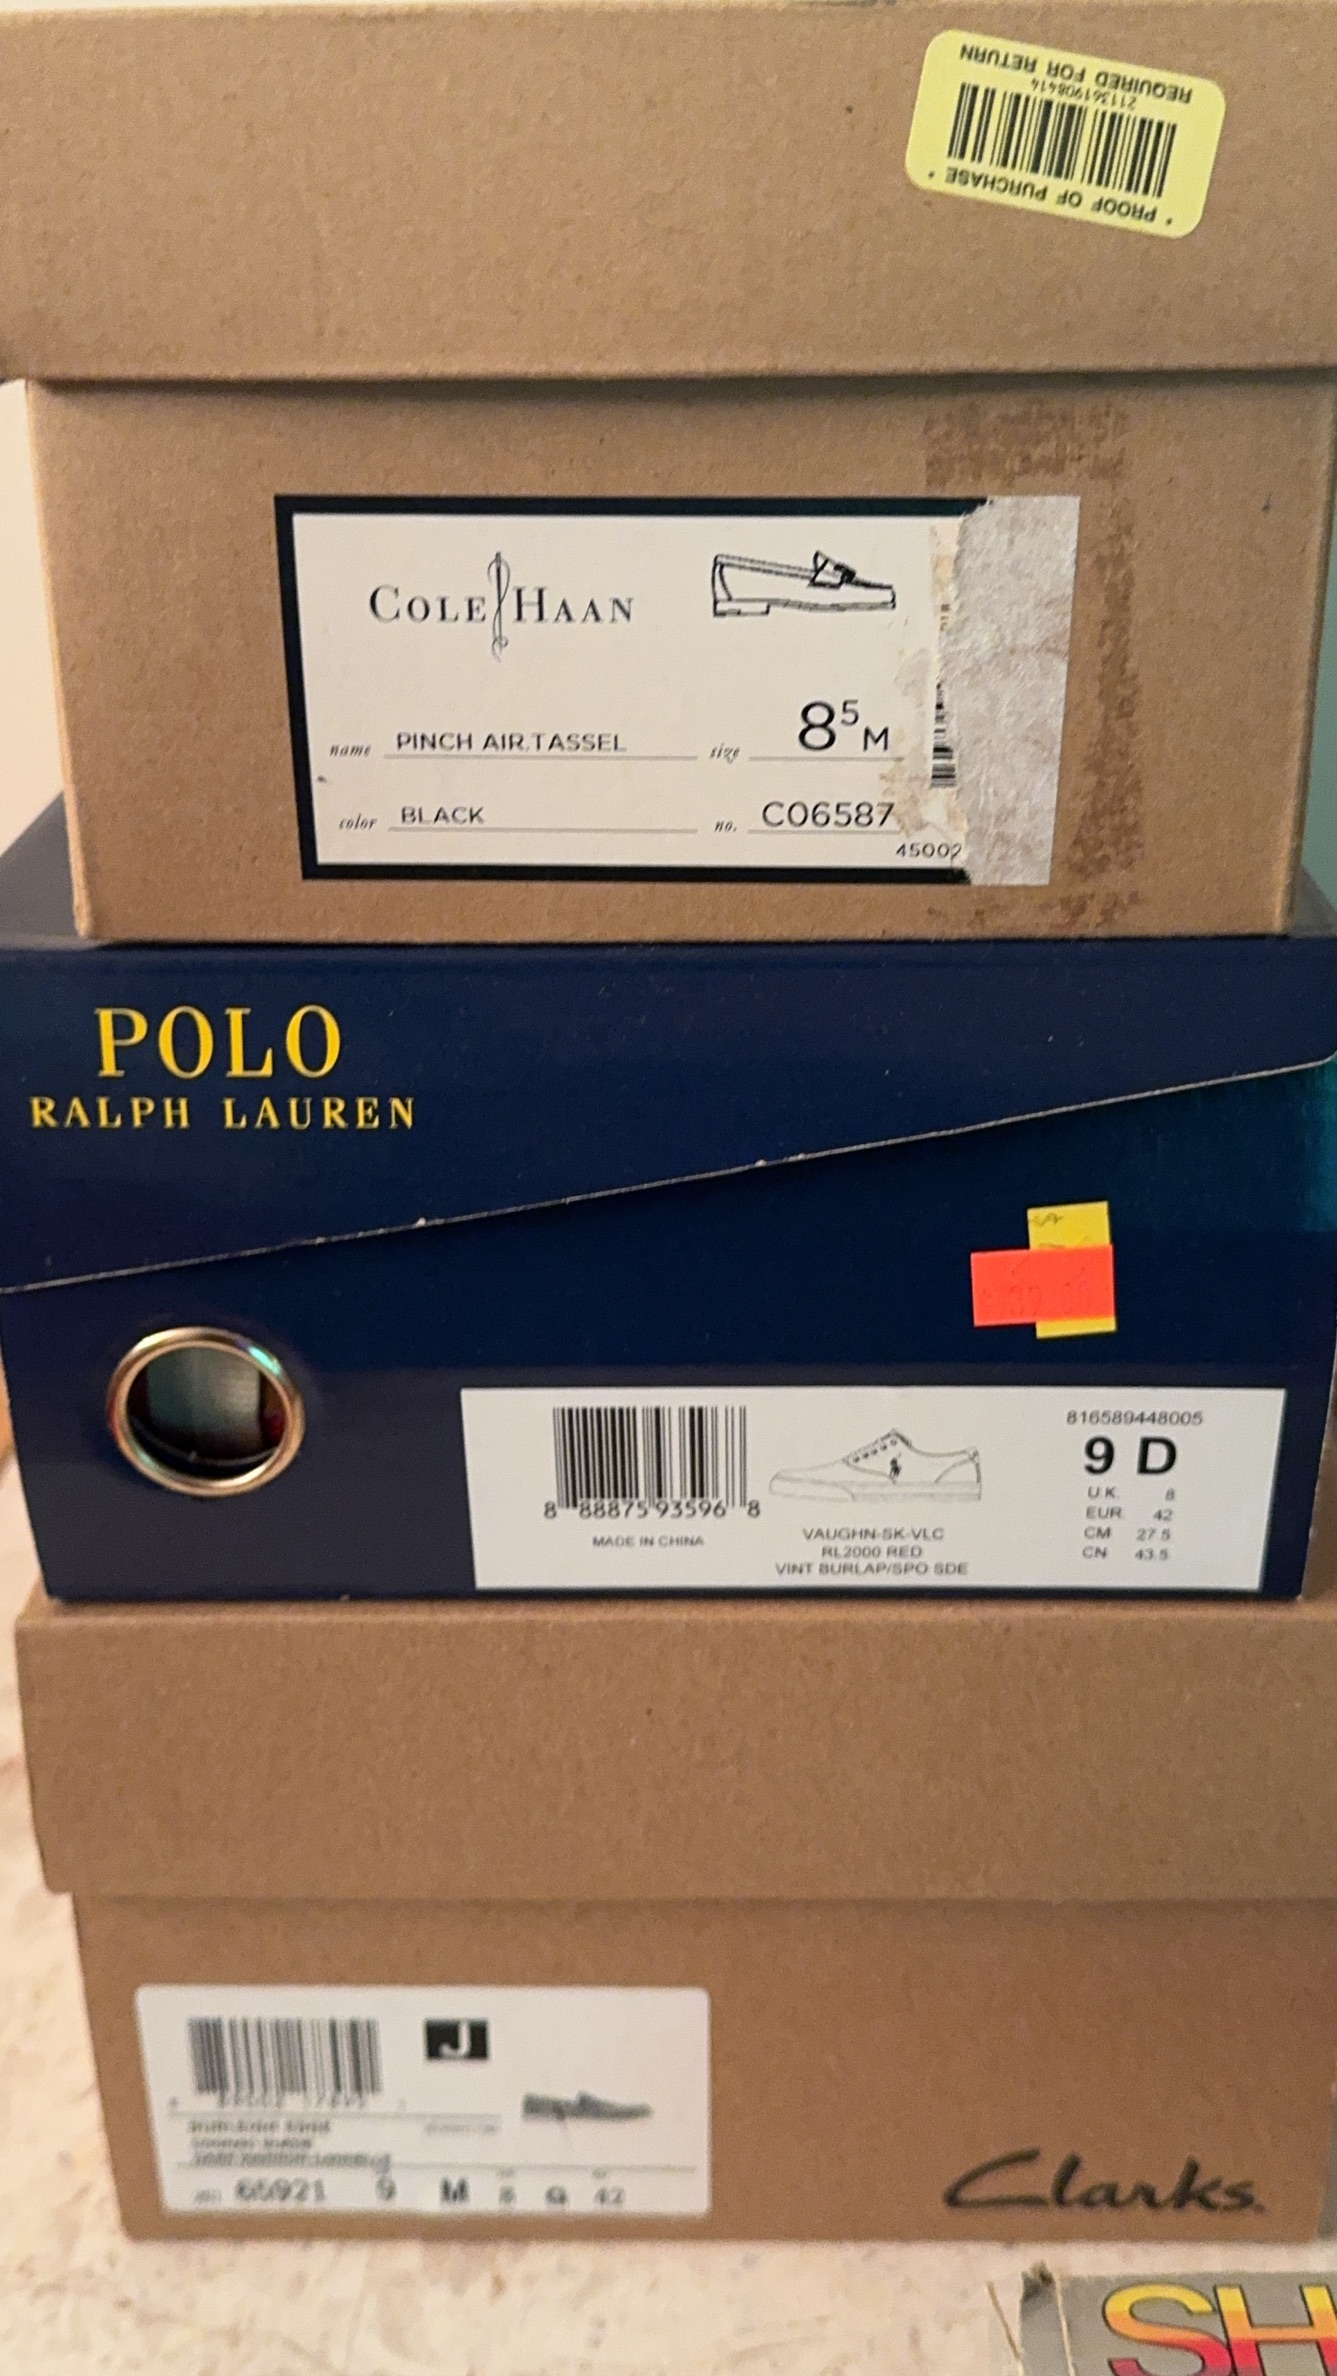 * PROOF OF PURCHASE *
211361908414
REQUIRED FOR RETURN
COLE HAAN
name PINCH AIR.TASSEL size 8⁵ M
color BLACK no. C06587
45002
POLO
RALPH LAUREN
816589448005
9 D
U.K. 8
EUR. 42
CM 27.5
CN 43.5
8 88875 93596 8
MADE IN CHINA
VAUGHN-SK-VLC
RL2000 RED
VINT BURLAP/SPO SDE
J
65921 9 M 8 G 42
Clarks
SH